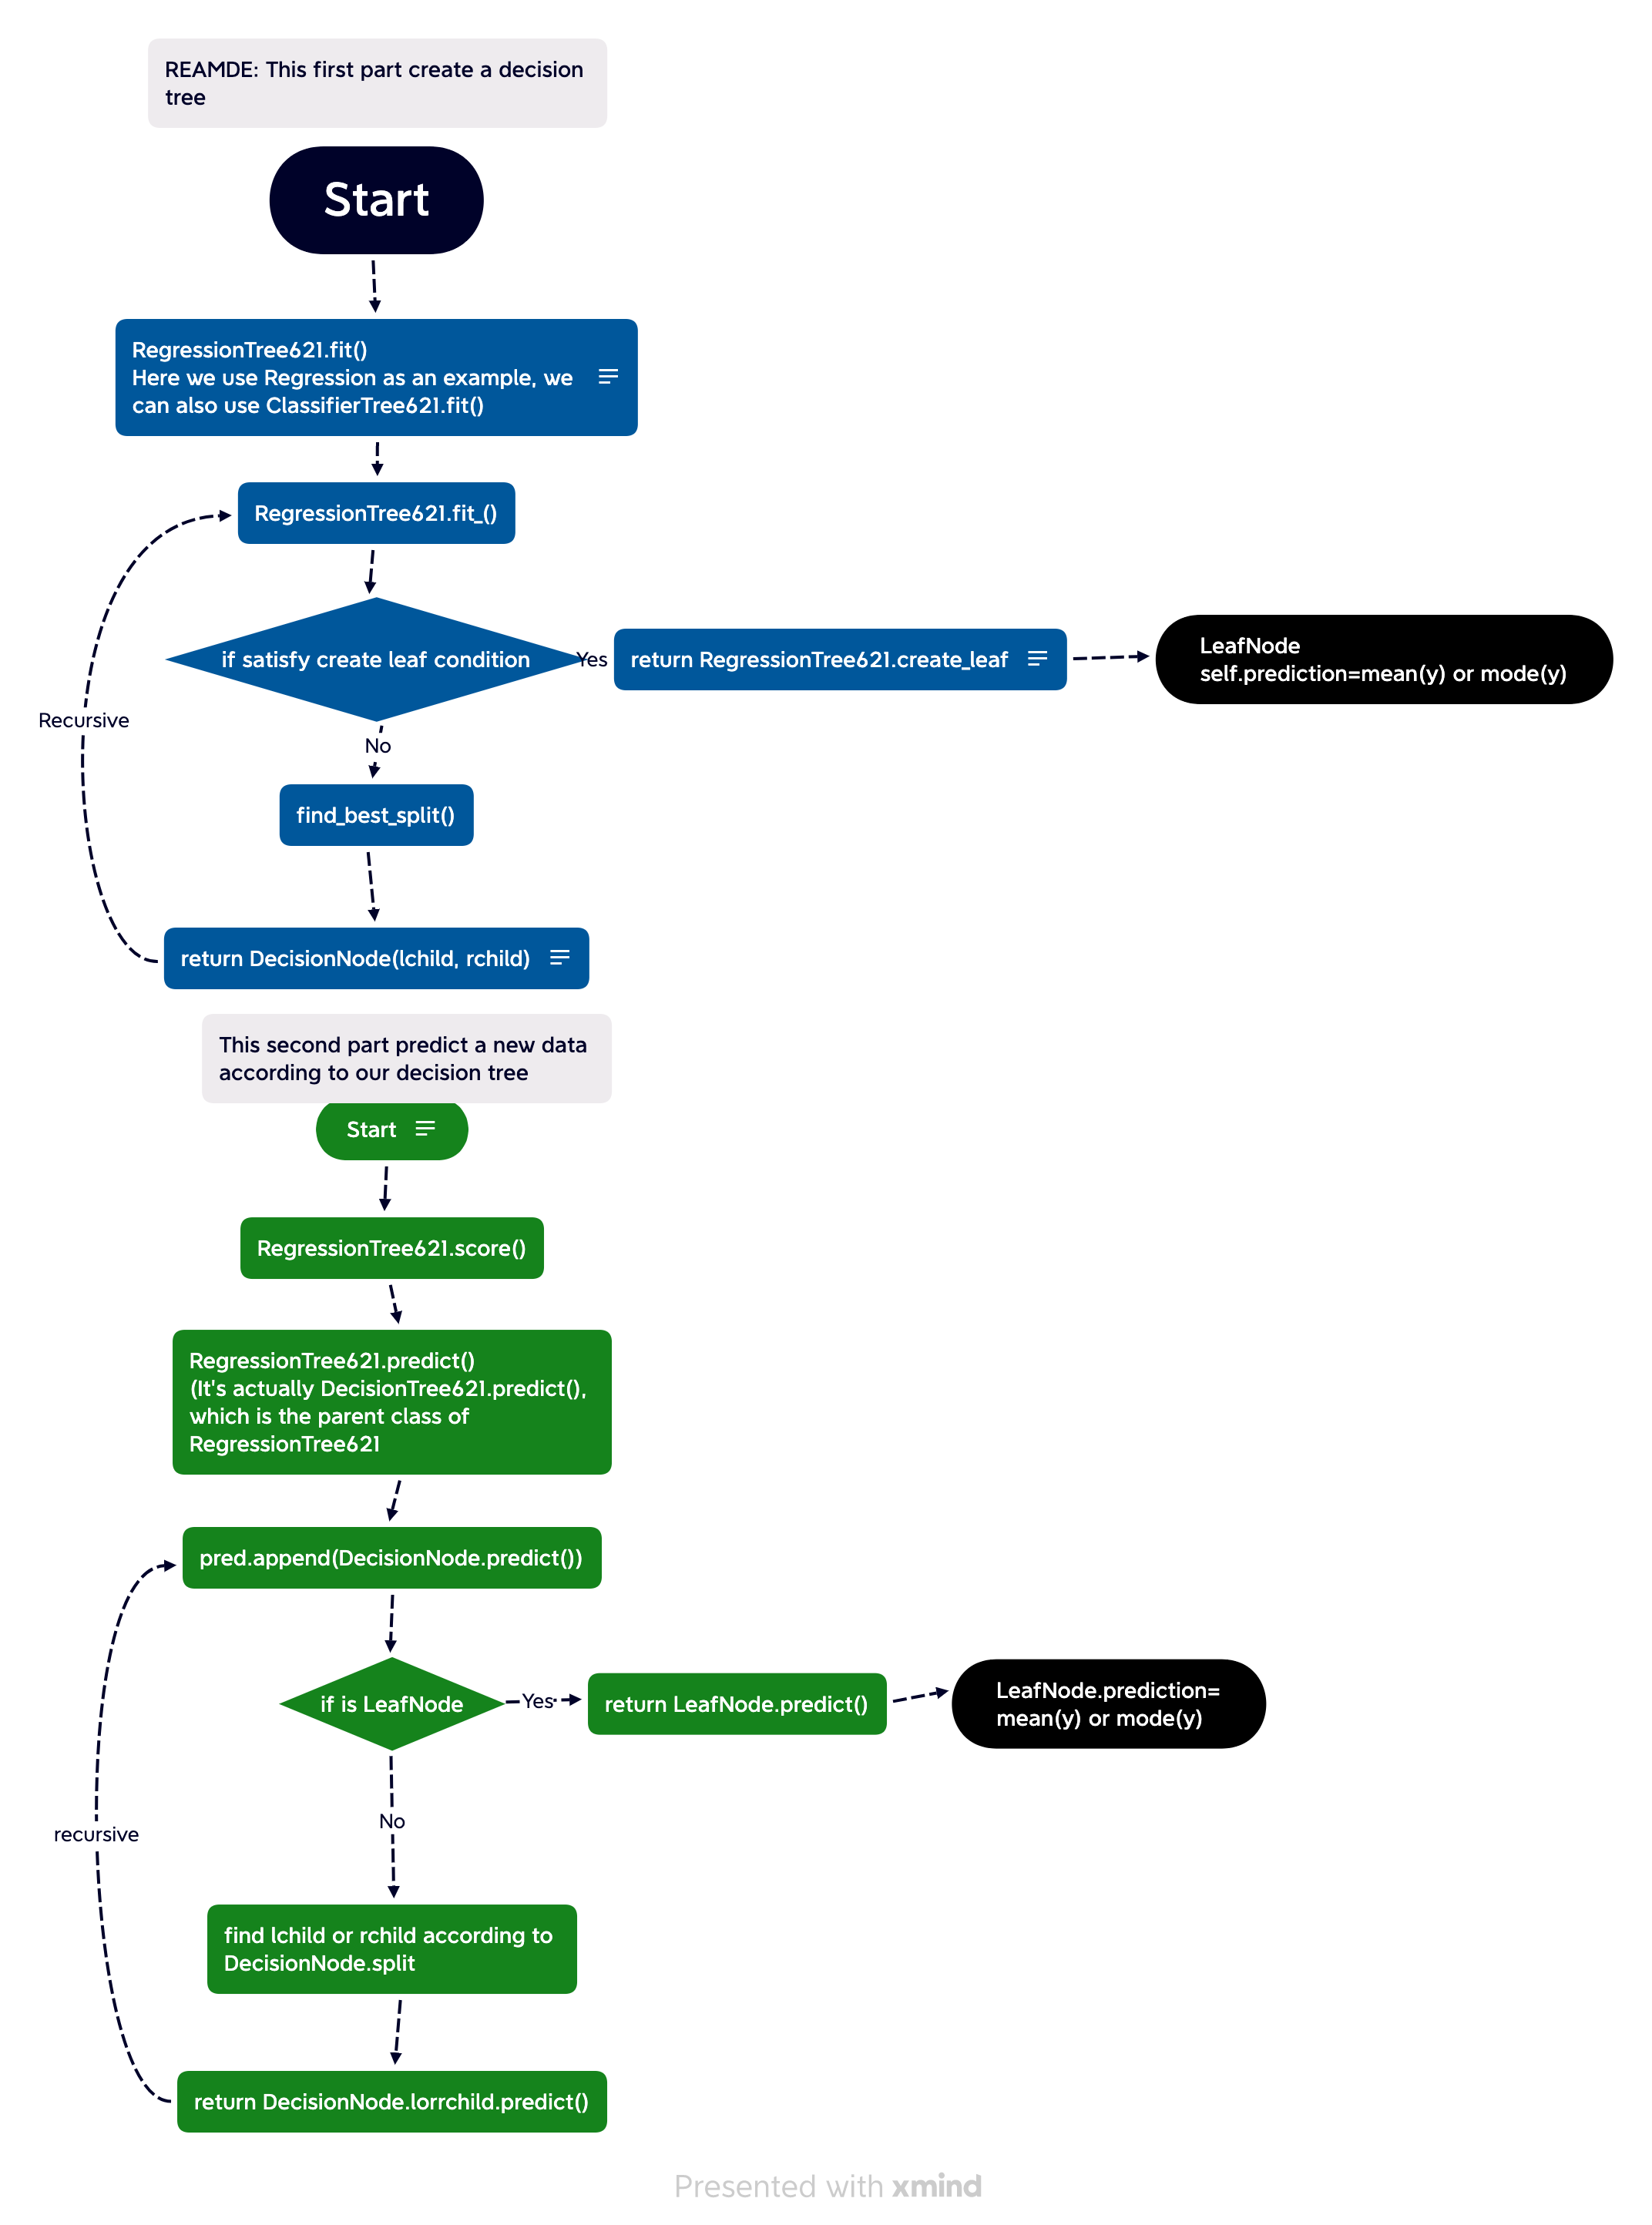 REAMDE: This first part create a decision
tree
Start
RegressionTree621.fit()
Here we use Regression as an example, we
can also use ClassifierTree621.fit()
RegressionTree621.fit_()
if satisfy create leaf condition
Yes
return RegressionTree621.create_leaf
LeafNode
self.prediction=mean(y) or mode(y)
Recursive
No
find_best_split()
return DecisionNode(lchild, rchild)
This second part predict a new data
according to our decision tree
Start
RegressionTree621.score()
RegressionTree621.predict()
(It's actually DecisionTree621.predict(),
which is the parent class of
RegressionTree621
pred.append(DecisionNode.predict())
if is LeafNode
Yes
return LeafNode.predict()
LeafNode.prediction=
mean(y) or mode(y)
No
recursive
find lchild or rchild according to
DecisionNode.split
return DecisionNode.lorrchild.predict()
Presented with xmind